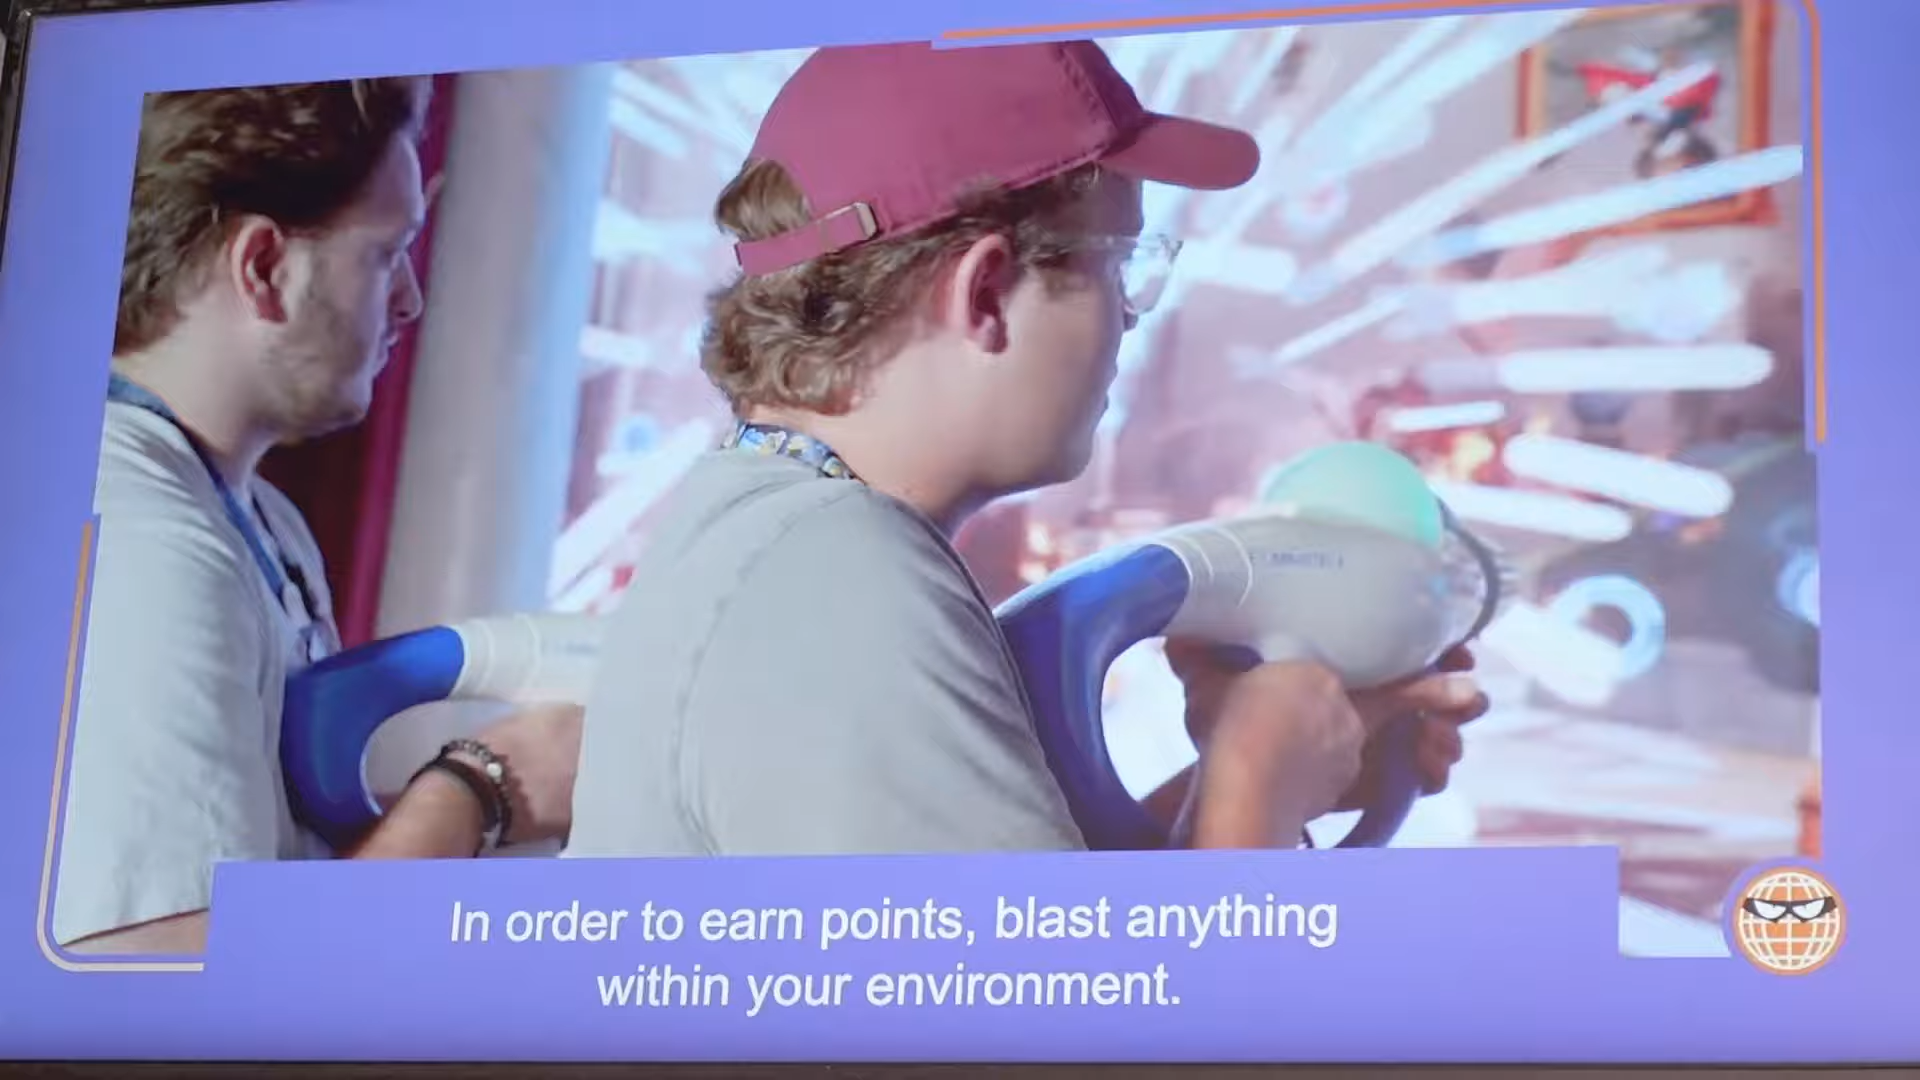 In order to earn points, blast anything
within your environment.